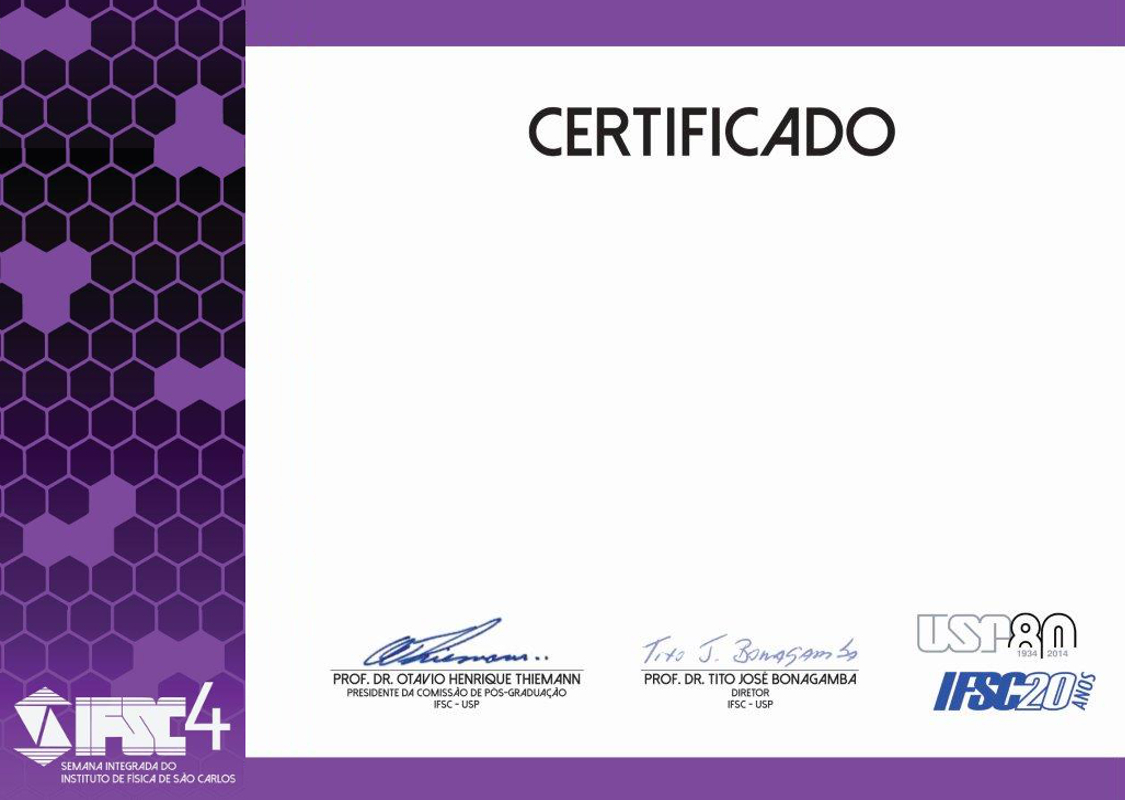 CERTIFICADO
Tito J. Bonagamba
PROF. DR. OTAVIO HENRIQUE THIEMANN
PRESIDENTE DA COMISSÃO DE PÓS-GRADUAÇÃO
IFSC - USP
PROF. DR. TITO JOSÉ BONAGAMBA
DIRETOR
IFSC - USP
USP 80
1934 2014
IFSC 20 ANOS
SIFSC 4
SEMANA INTEGRADA DO
INSTITUTO DE FÍSICA DE SÃO CARLOS